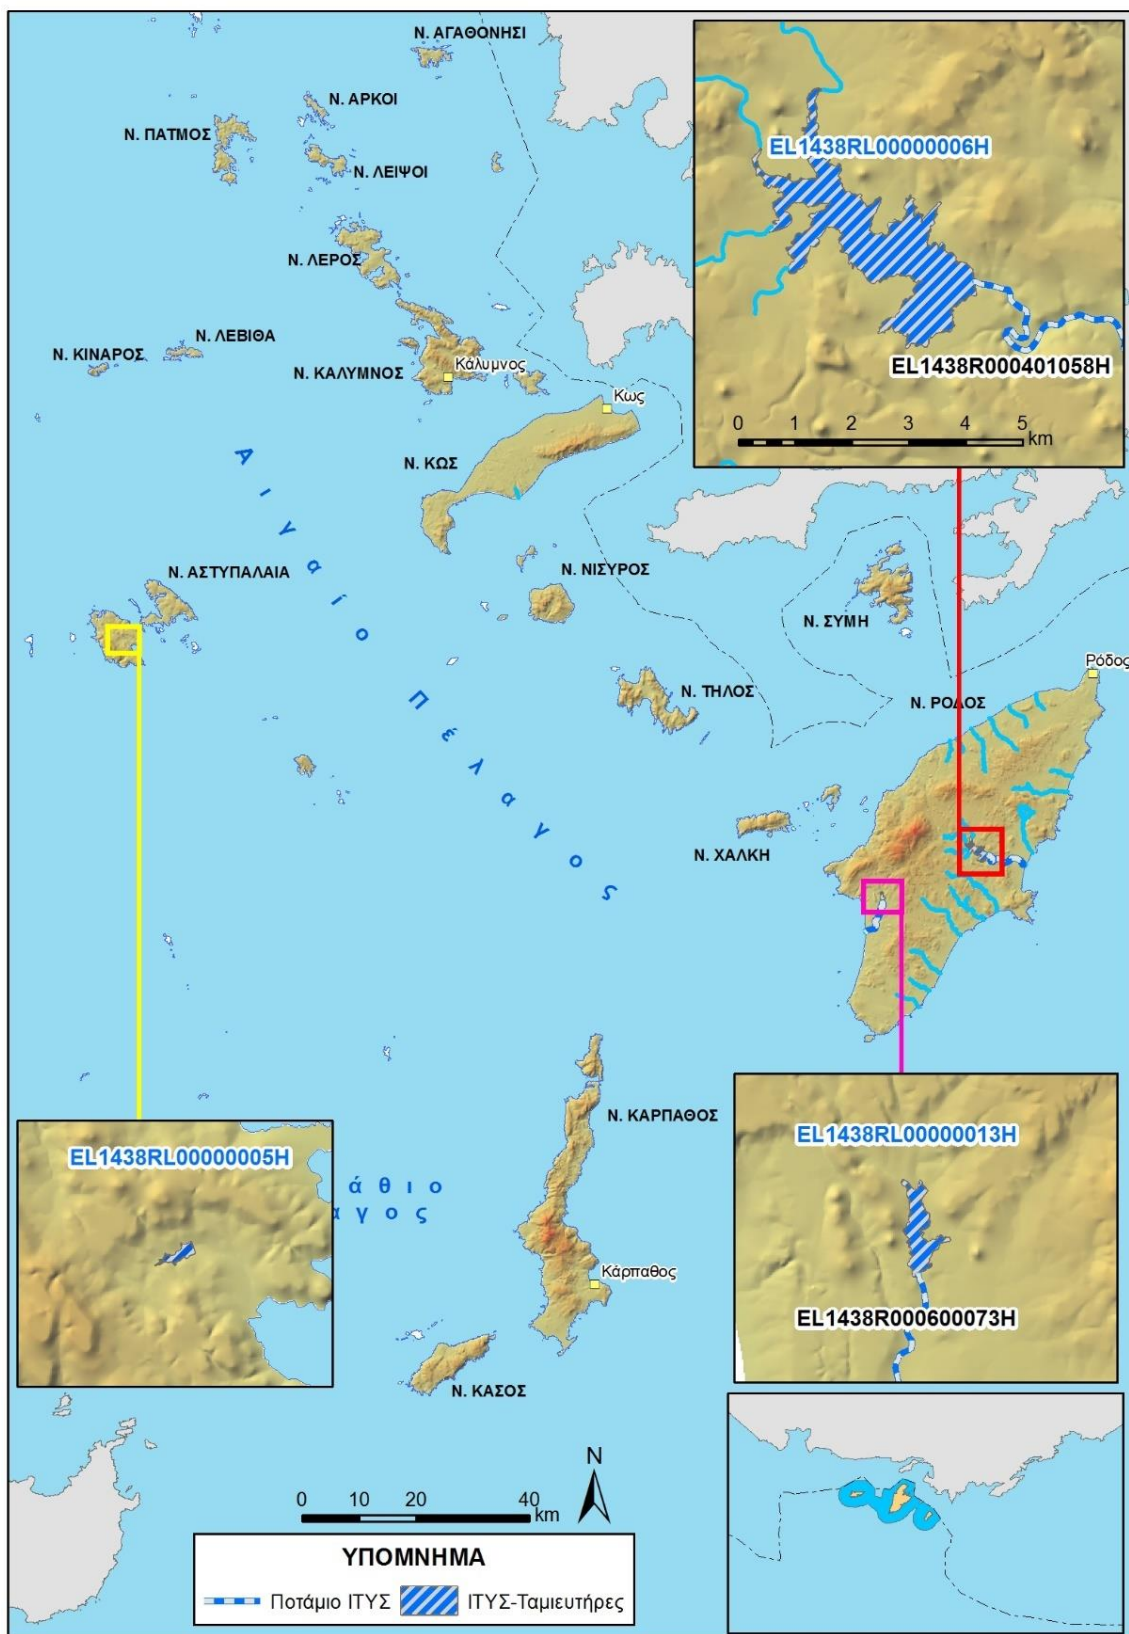 Ν. ΑΓΑΘΟΝΗΣΙ
Ν. ΑΡΚΟΙ
Ν. ΠΑΤΜΟΣ
Ν. ΛΕΙΨΟΙ
EL1438RL00000006H
Ν. ΛΕΡΟΣ
Ν. ΛΕΒΙΘΑ
Ν. ΚΙΝΑΡΟΣ
Ν. ΚΑΛΥΜΝΟΣ
Κάλυμνος
EL1438R000401058H
Κως
0 1 2 3 4 5
km
Ν. ΚΩΣ
Αιγαίο Πέλαγος
Ν. ΑΣΤΥΠΑΛΑΙΑ
Ν. ΝΙΣΥΡΟΣ
Ν. ΣΥΜΗ
Ρόδος
Ν. ΤΗΛΟΣ
Ν. ΡΟΔΟΣ
Ν. ΧΑΛΚΗ
Ν. ΚΑΡΠΑΘΟΣ
EL1438RL00000005H
EL1438RL00000013H
άθιο
αγος
Κάρπαθος
EL1438R000600073H
Ν. ΚΑΣΟΣ
N
0 10 20 40
km
ΥΠΟΜΝΗΜΑ
Ποτάμιο ΙΤΥΣ ΙΤΥΣ-Ταμιευτήρες